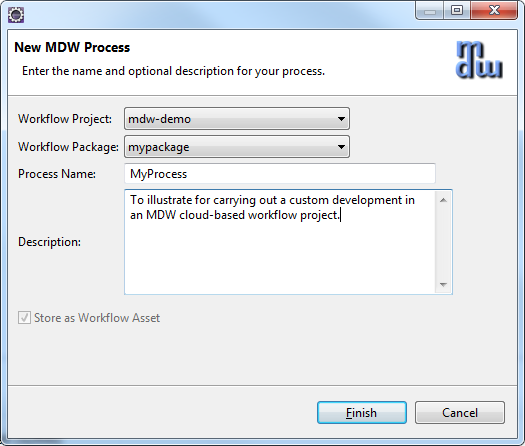 New MDW Process
Enter the name and optional description for your process.
mdw
Workflow Project: mdw-demo
Workflow Package: mypackage
Process Name: MyProcess
To illustrate for carrying out a custom development in
an MDW cloud-based workflow project.
Description:
Store as Workflow Asset
Finish Cancel